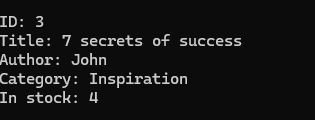 ID: 3
Title: 7 secrets of success
Author: John
Category: Inspiration
In stock: 4